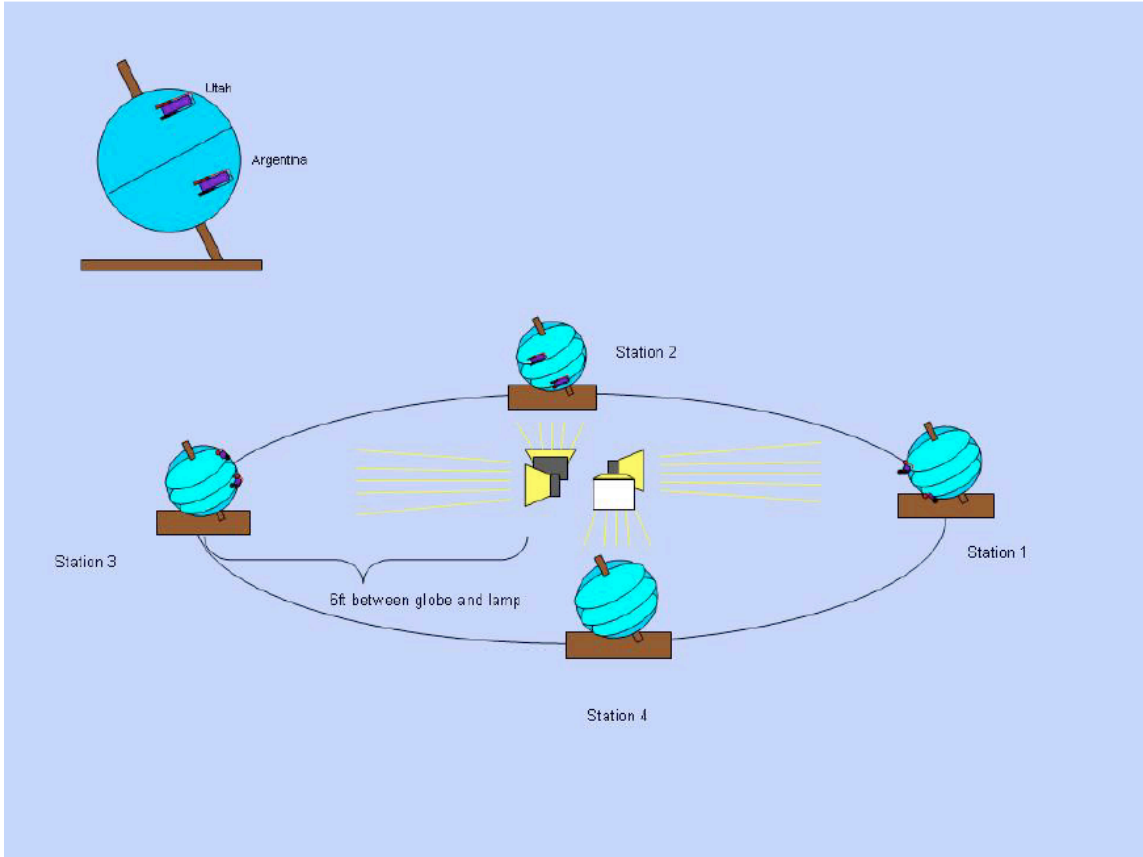 Utah
Argentina
Station 2
Station 1
Station 3
6ft between globe and lamp
Station 4